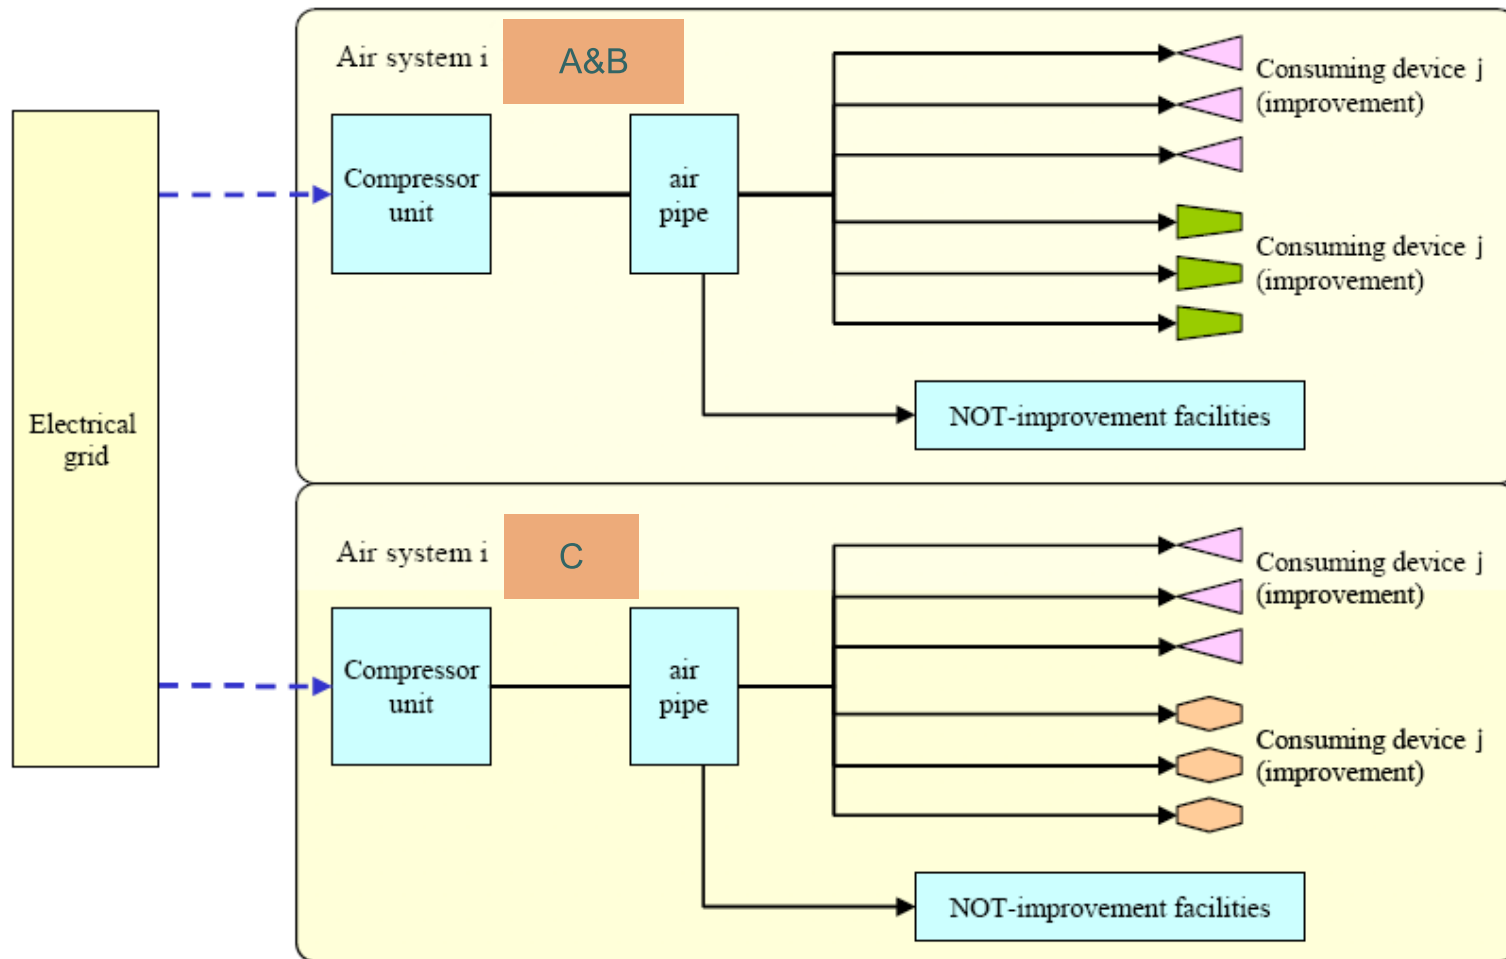 Air system i
A&B
Consuming device j
(improvement)
Compressor
unit
air
pipe
Consuming device j
(improvement)
NOT-improvement facilities
Electrical
grid
Air system i
C
Consuming device j
(improvement)
Compressor
unit
air
pipe
Consuming device j
(improvement)
NOT-improvement facilities